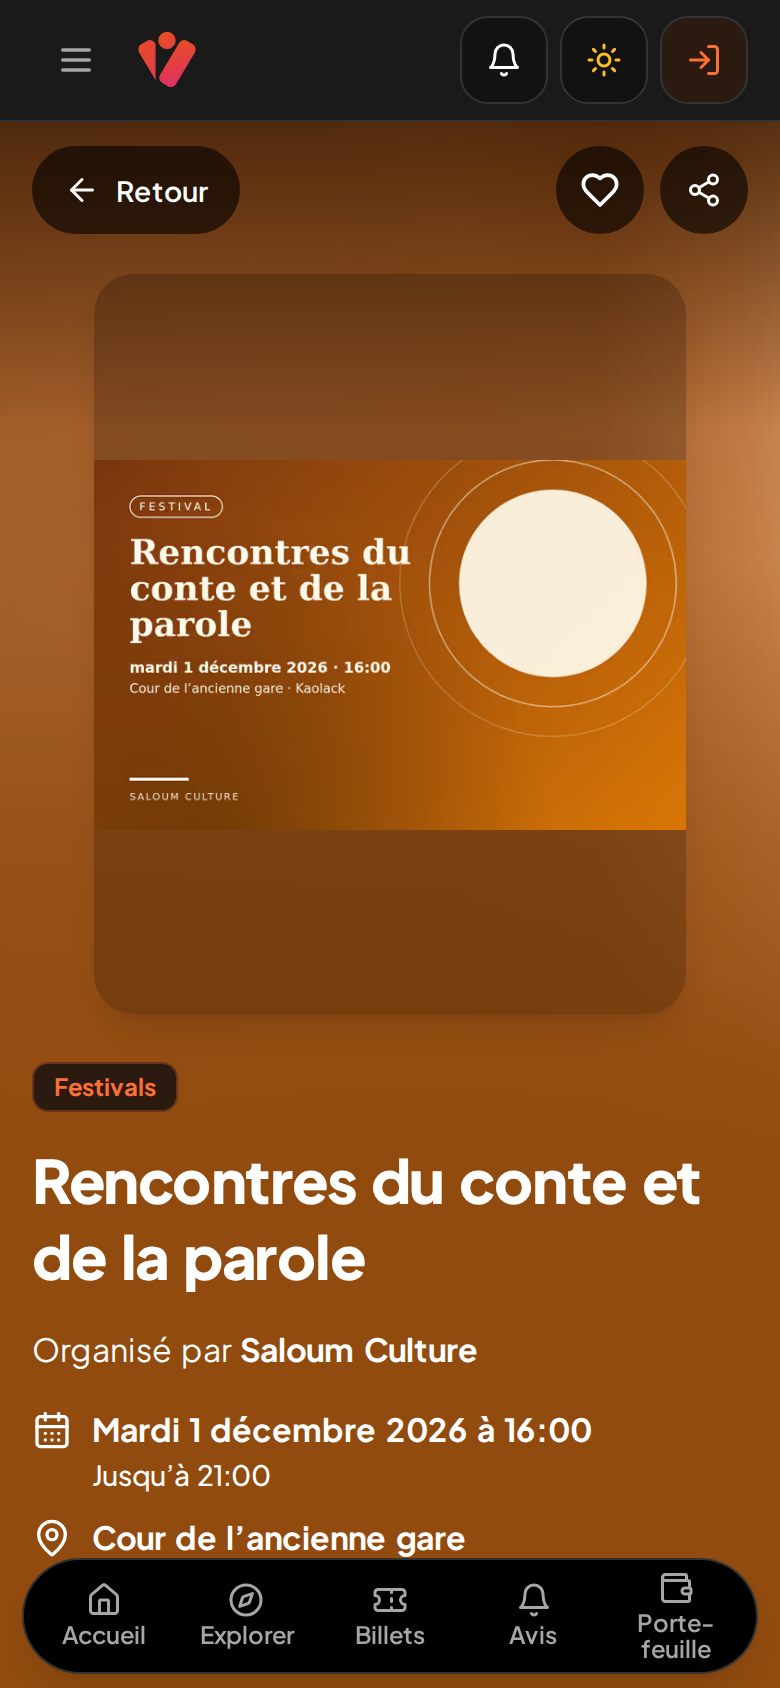 Retour
FESTIVAL
Rencontres du
conte et de la
parole
mardi 1 décembre 2026 · 16:00
Cour de l’ancienne gare · Kaolack
SALOUM CULTURE
Festivals
Rencontres du conte et
de la parole
Organisé par Saloum Culture
Mardi 1 décembre 2026 à 16:00
Jusqu’à 21:00
Cour de l’ancienne gare
Accueil
Explorer
Billets
Avis
Porte-
feuille